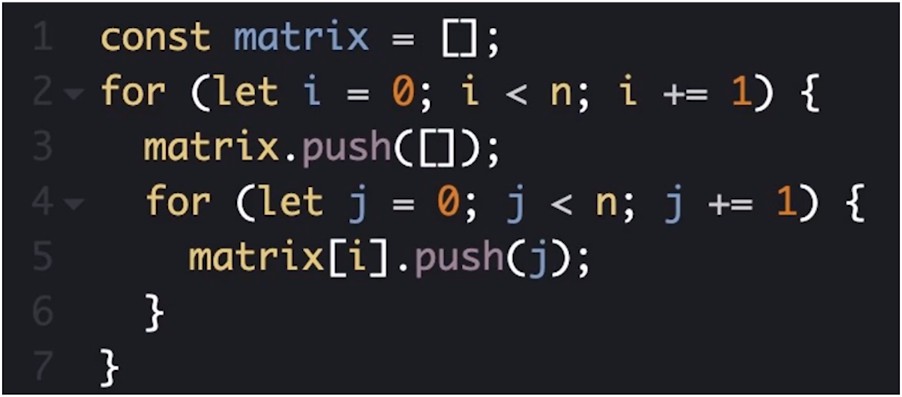 1 const matrix = [];
2 for (let i = 0; i < n; i += 1) {
3 matrix.push([]);
4 for (let j = 0; j < n; j += 1) {
5 matrix[i].push(j);
6 }
7 }